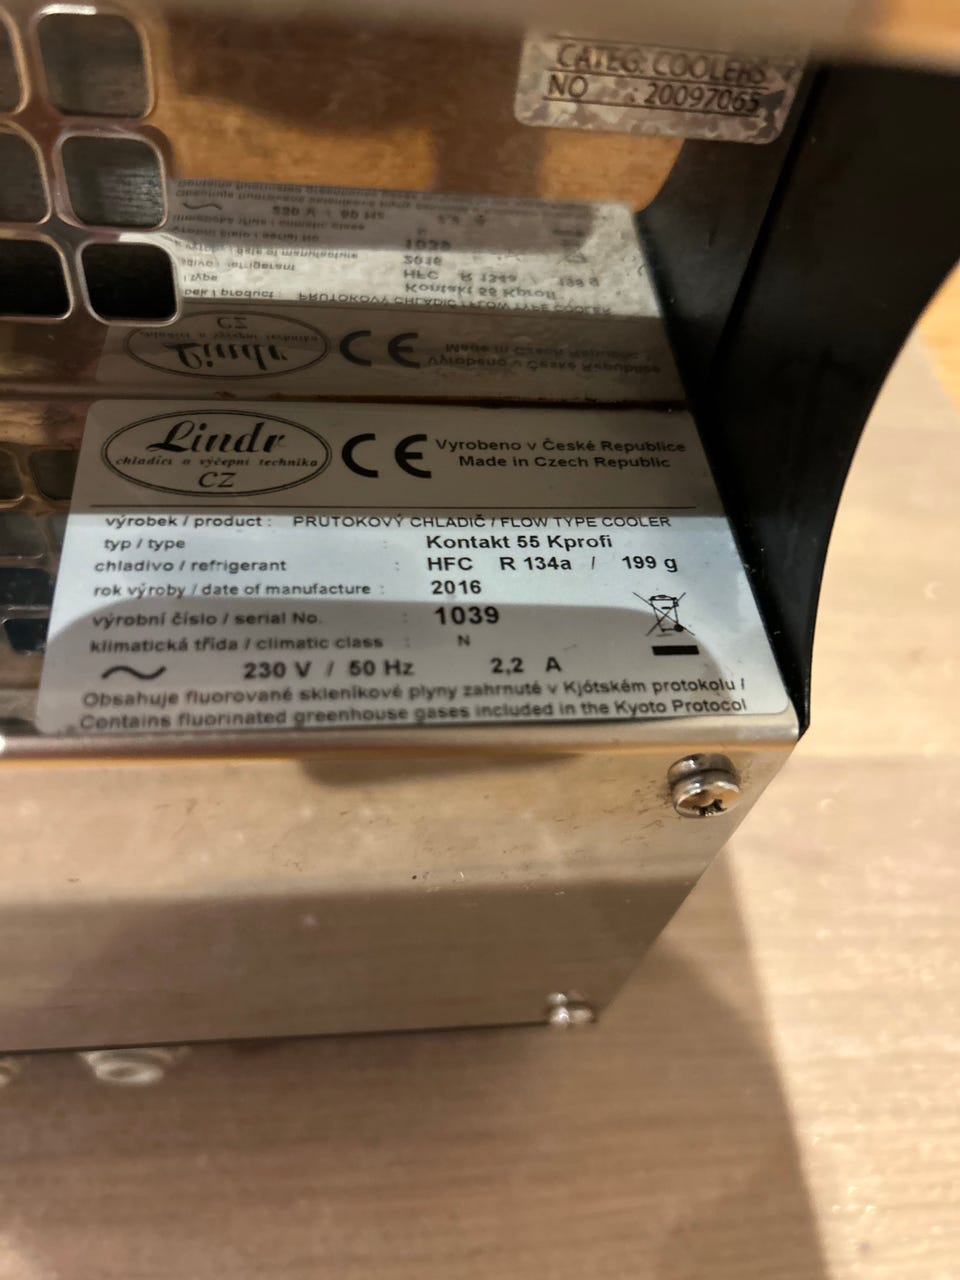 CATEG: COOLERS
NO : 20097065
Lindr
chladící a výčepní technika
CZ
CE
Vyrobeno v České Republice
Made in Czech Republic
výrobek / product : PRŮTOKOVÝ CHLADIČ / FLOW TYPE COOLER
typ / type : Kontakt 55 Kprofi
chladivo / refrigerant : HFC R 134a / 199 g
rok výroby / date of manufacture : 2016
výrobní číslo / serial No. : 1039
klimatická třída / climatic class : N
230 V / 50 Hz 2,2 A
Obsahuje fluorované skleníkové plyny zahrnuté v Kjótském protokolu /
Contains fluorinated greenhouse gases included in the Kyoto Protocol